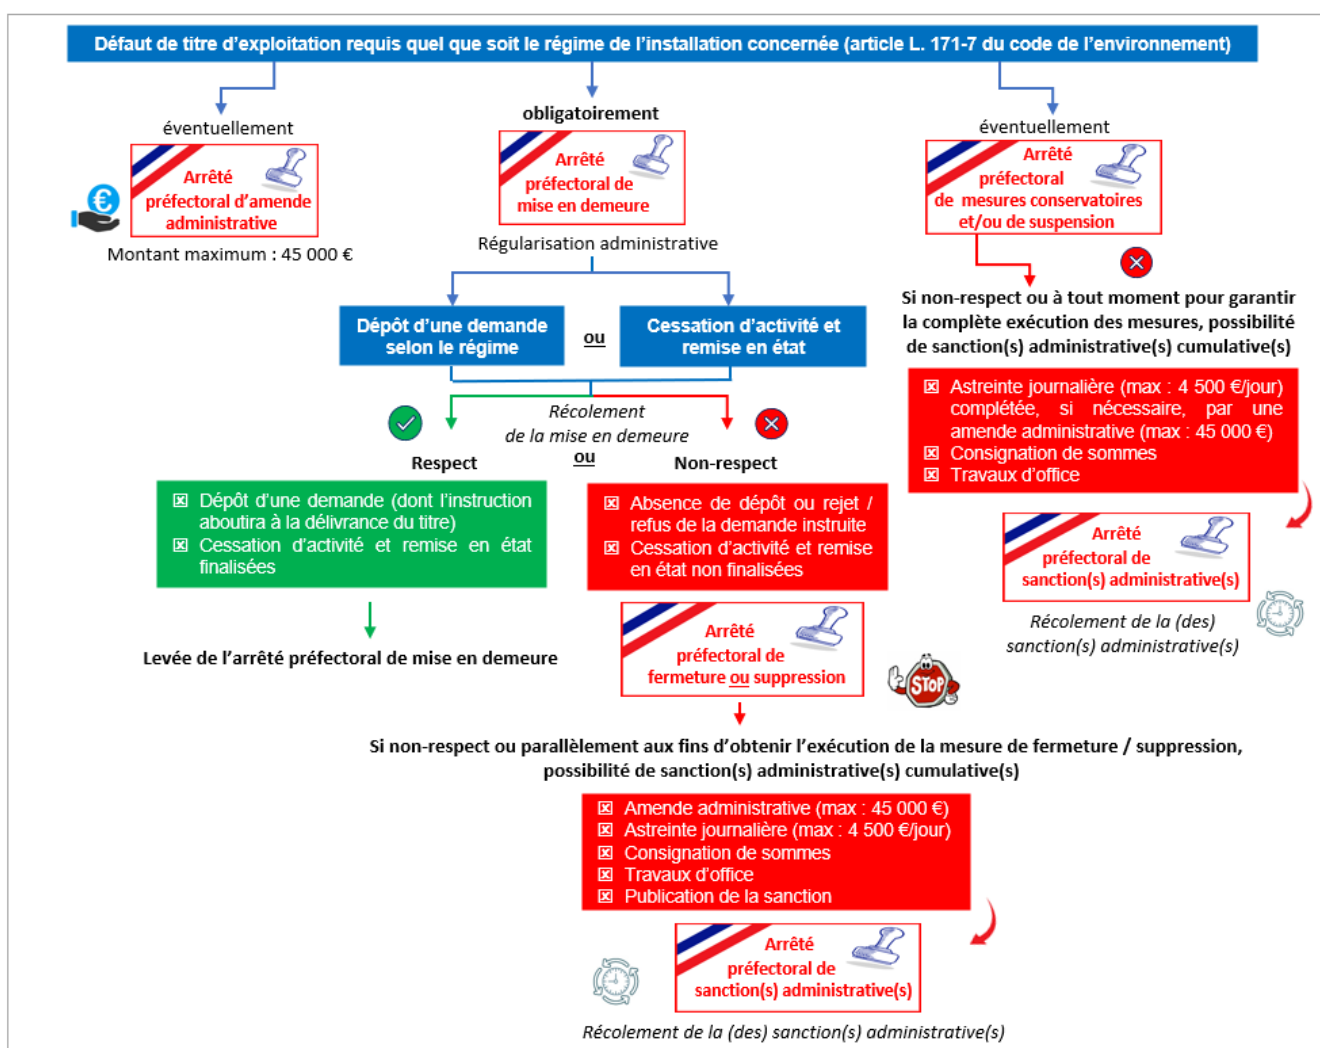 Défaut de titre d'exploitation requis quel que soit le régime de l'installation concernée (article L. 171-7 du code de l'environnement)
éventuellement
Arrêté
préfectoral d'amende
administrative
€
Montant maximum : 45 000 €
obligatoirement
Arrêté
préfectoral de
mise en demeure
Régularisation administrative
éventuellement
Arrêté
préfectoral
de mesures conservatoires
et/ou de suspension
Dépôt d'une demande
selon le régime
ou
Cessation d'activité et
remise en état
Si non-respect ou à tout moment pour garantir
la complète exécution des mesures, possibilité
de sanction(s) administrative(s) cumulative(s)
Astreinte journalière (max : 4 500 €/jour)
complétée, si nécessaire, par une
amende administrative (max : 45 000 €)
Consignation de sommes
Travaux d'office
Arrêté
préfectoral de
sanction(s) administrative(s)
Récolement de la (des)
sanction(s) administrative(s)
Récolement
de la mise en demeure
Respect
ou
Non-respect
Dépôt d'une demande (dont l'instruction
aboutira à la délivrance du titre)
Cessation d'activité et remise en état
finalisées
Levée de l'arrêté préfectoral de mise en demeure
Absence de dépôt ou rejet /
refus de la demande instruite
Cessation d'activité et remise
en état non finalisées
Arrêté
préfectoral de
fermeture ou suppression
STOP
Si non-respect ou parallèlement aux fins d'obtenir l'exécution de la mesure de fermeture / suppression,
possibilité de sanction(s) administrative(s) cumulative(s)
Amende administrative (max : 45 000 €)
Astreinte journalière (max : 4 500 €/jour)
Consignation de sommes
Travaux d'office
Publication de la sanction
Arrêté
préfectoral de
sanction(s) administrative(s)
Récolement de la (des) sanction(s) administrative(s)